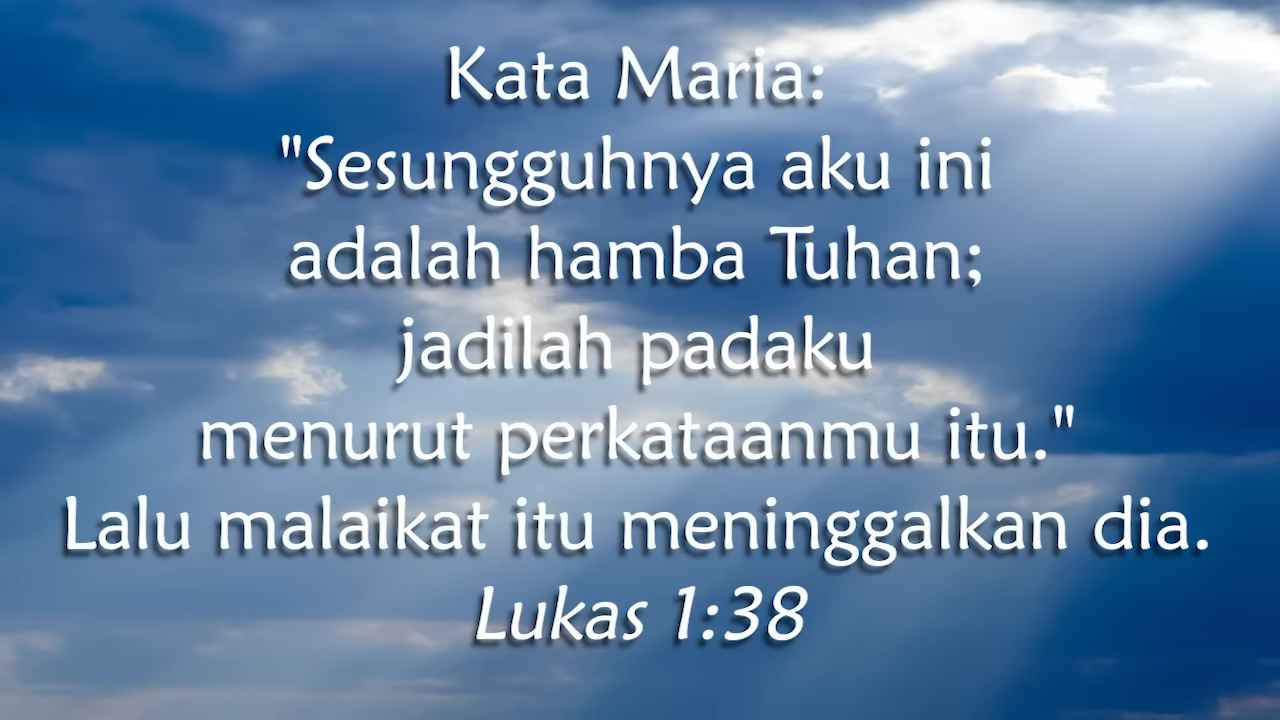 Kata Maria:
"Sesungguhnya aku ini
adalah hamba Tuhan;
jadilah padaku
menurut perkataanmu itu."
Lalu malaikat itu meninggalkan dia.
Lukas 1:38